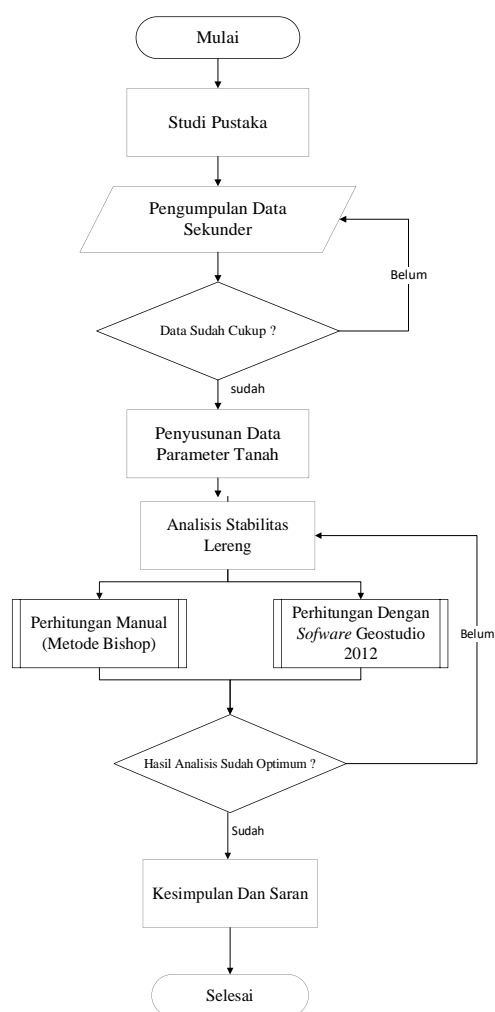 Mulai
Studi Pustaka
Pengumpulan Data
Sekunder
Belum
Data Sudah Cukup ?
sudah
Penyusunan Data
Parameter Tanah
Analisis Stabilitas
Lereng
Perhitungan Manual
(Metode Bishop)
Perhitungan Dengan
Sofware Geostudio
2012
Belum
Hasil Analisis Sudah Optimum ?
Sudah
Kesimpulan Dan Saran
Selesai